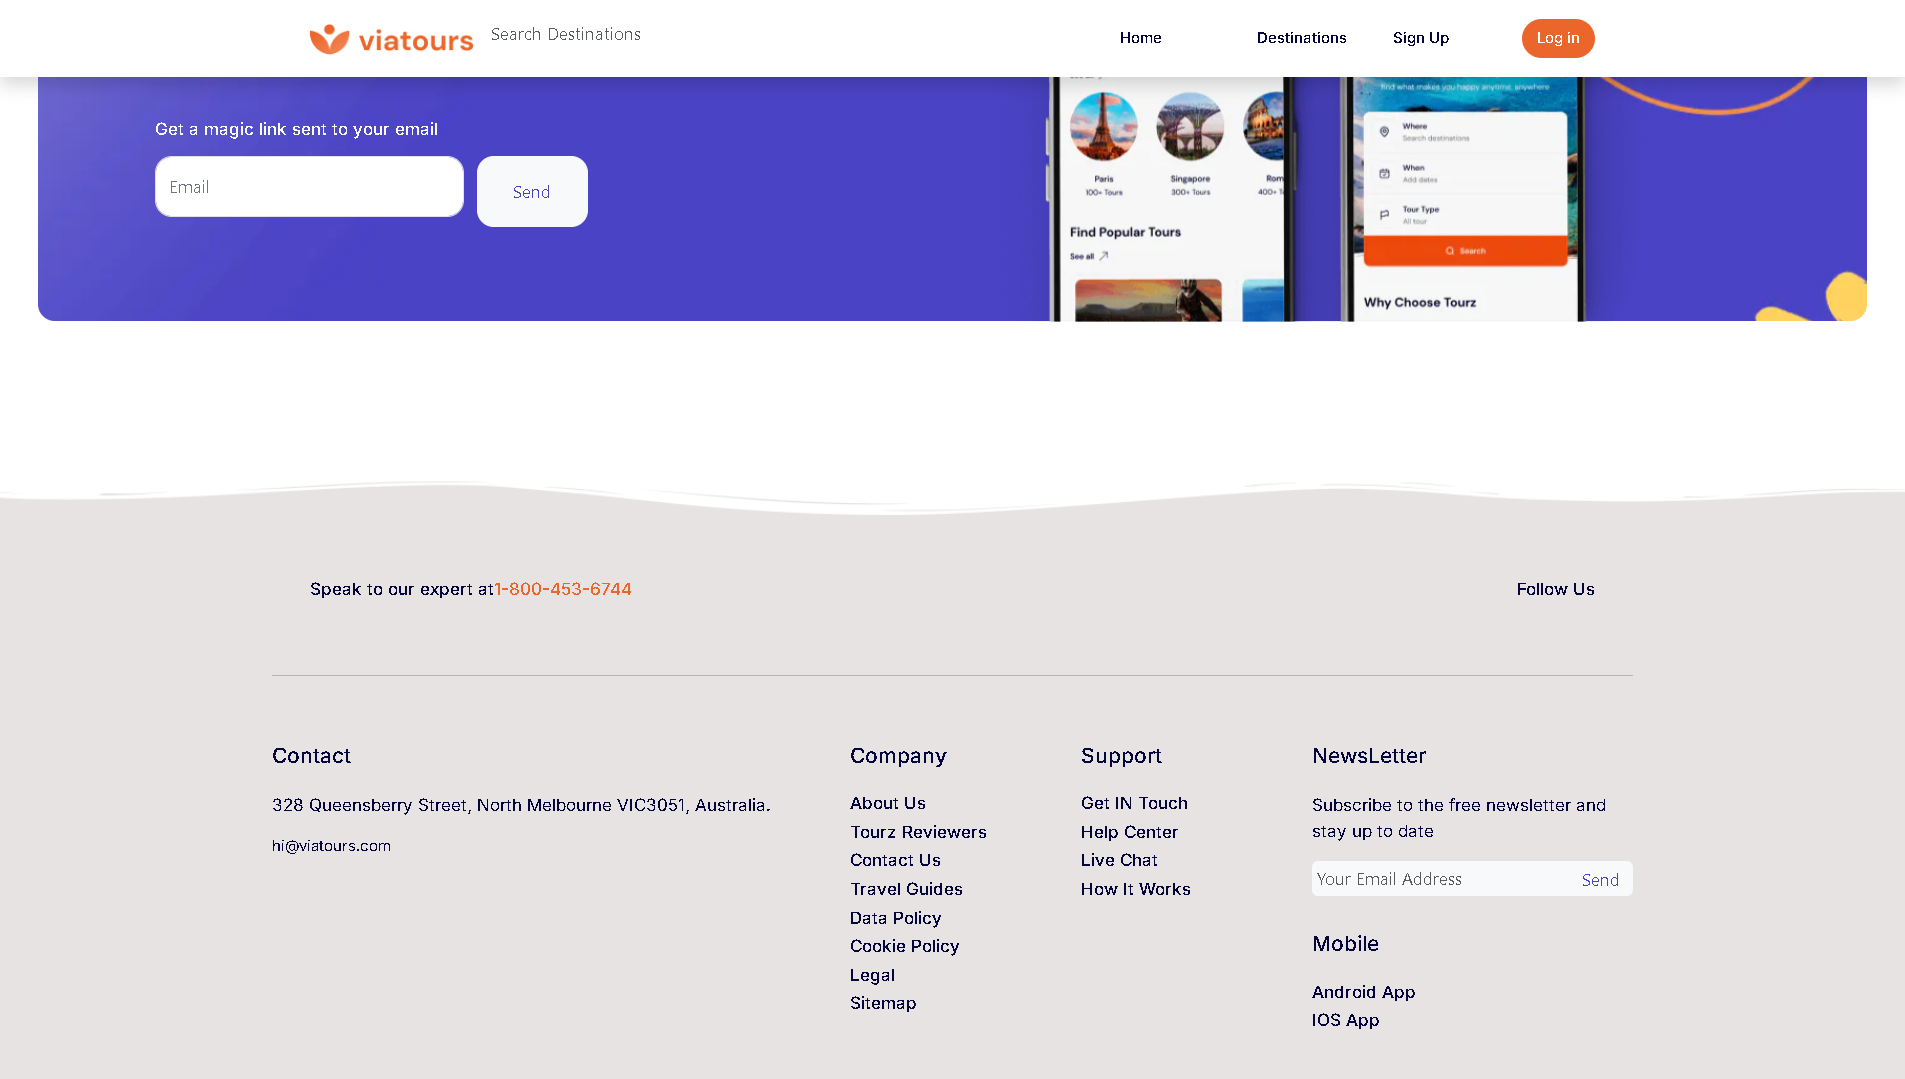 viatours
Search Destinations
Home
Destinations
Sign Up
Log in
find what makes you happy anytime, anywhere
Get a magic link sent to your email
Email
Send
Paris
100+ Tours
Singapore
300+ Tours
Rom
400+ T
Find Popular Tours
See all
Where
Search destinations
When
Add dates
Tour Type
All tour
Search
Why Choose Tourz
Speak to our expert at1-800-453-6744
Follow Us
Contact
328 Queensberry Street, North Melbourne VIC3051, Australia.
hi@viatours.com
Company
About Us
Tourz Reviewers
Contact Us
Travel Guides
Data Policy
Cookie Policy
Legal
Sitemap
Support
Get IN Touch
Help Center
Live Chat
How It Works
NewsLetter
Subscribe to the free newsletter and
stay up to date
Your Email Address
Send
Mobile
Android App
IOS App